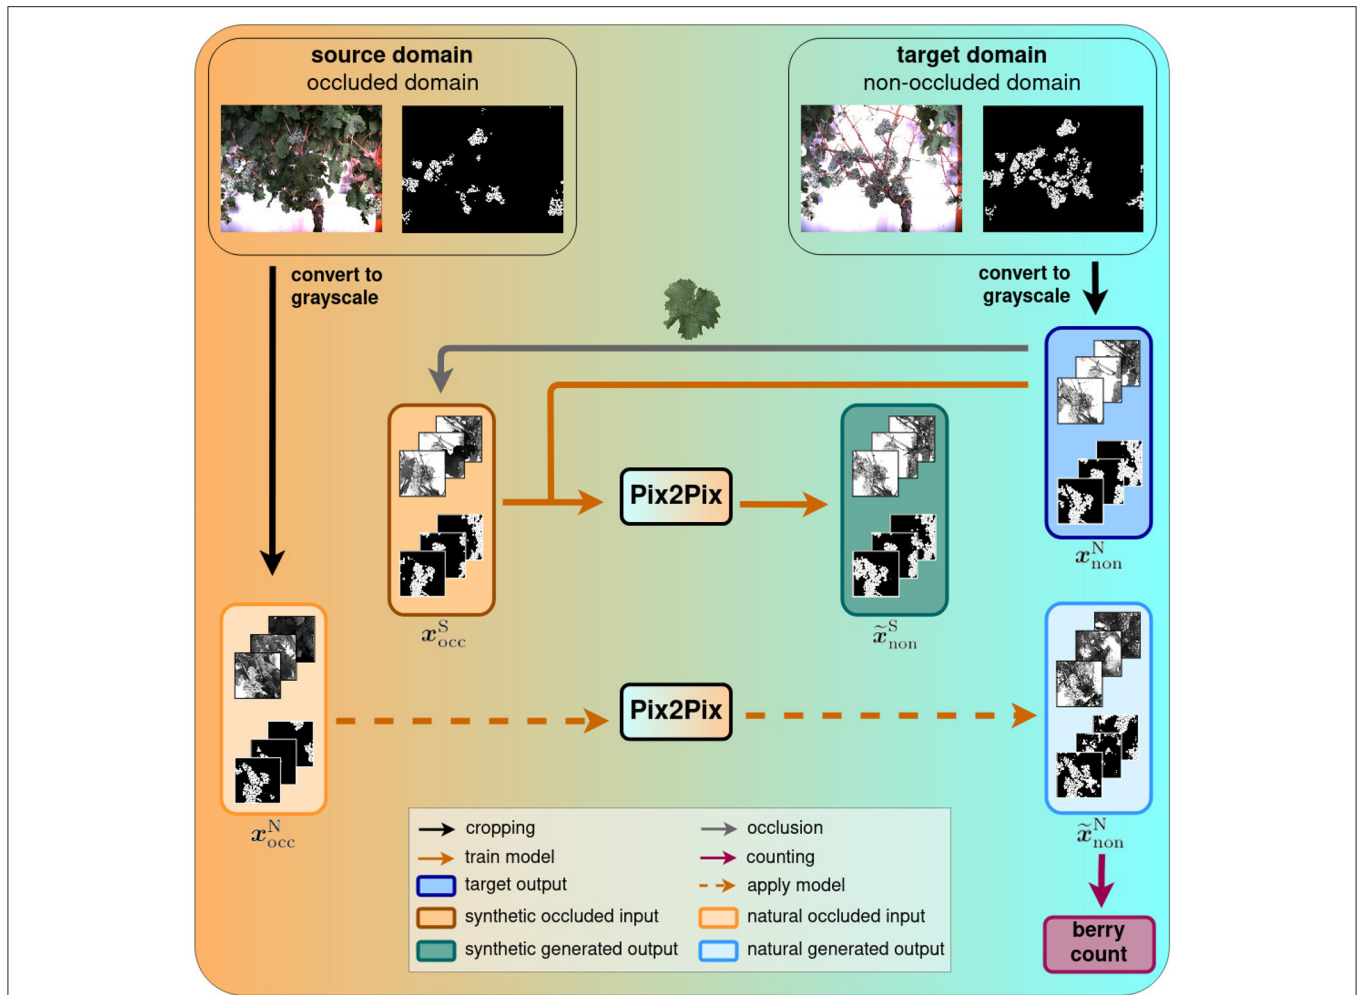 source domain
occluded domain
target domain
non-occluded domain
convert to
grayscale
convert to
grayscale
Pix2Pix
x^N_non
x^S_occ
x̃^S_non
Pix2Pix
x^N_occ
x̃^N_non
cropping
occlusion
train model
counting
target output
apply model
synthetic occluded input
natural occluded input
synthetic generated output
natural generated output
berry
count